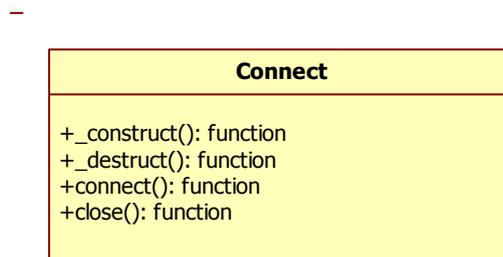 Connect
+_construct(): function
+_destruct(): function
+connect(): function
+close(): function